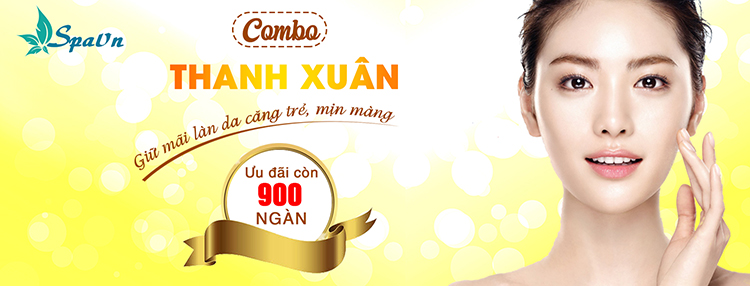 SpaVn
Combo
THANH XUÂN
Giữ mãi làn da căng trẻ, mịn màng
Ưu đãi còn
900
NGÀN